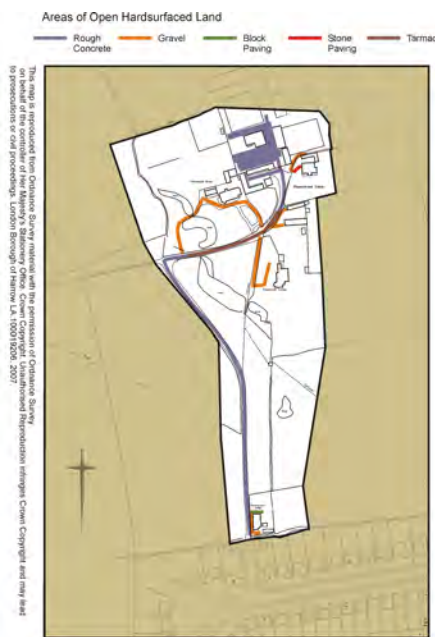 Areas of Open Hardsurfaced Land
Rough
Concrete
Gravel
Block
Paving
Stone
Paving
Tarmac
This map is reproduced from Ordnance Survey material with the permission of Ordnance Survey
on behalf of the controller of Her Majesty's Stationery Office. Crown Copyright. Unauthorised Reproduction infringes Crown Copyright and may lead
to prosecutions or civil proceedings. London Borough of Harrow LA.100019206. 2007.